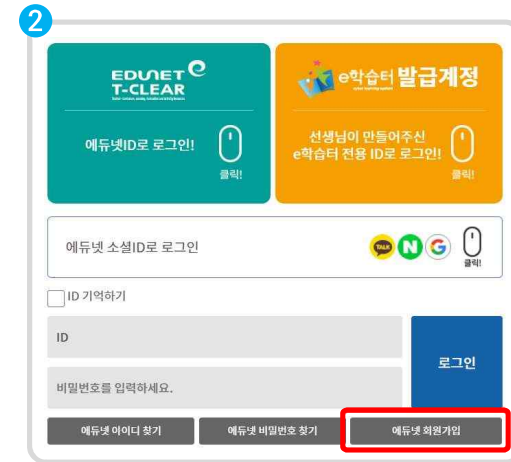 2
EDUNET
T-CLEAR
에듀넷ID로 로그인!
클릭!
e학습터 발급계정
선생님이 만들어주신
e학습터 전용 ID로 로그인!
클릭!
에듀넷 소셜ID로 로그인
TALK N G
클릭!
ID 기억하기
ID
비밀번호를 입력하세요.
로그인
에듀넷 아이디 찾기
에듀넷 비밀번호 찾기
에듀넷 회원가입